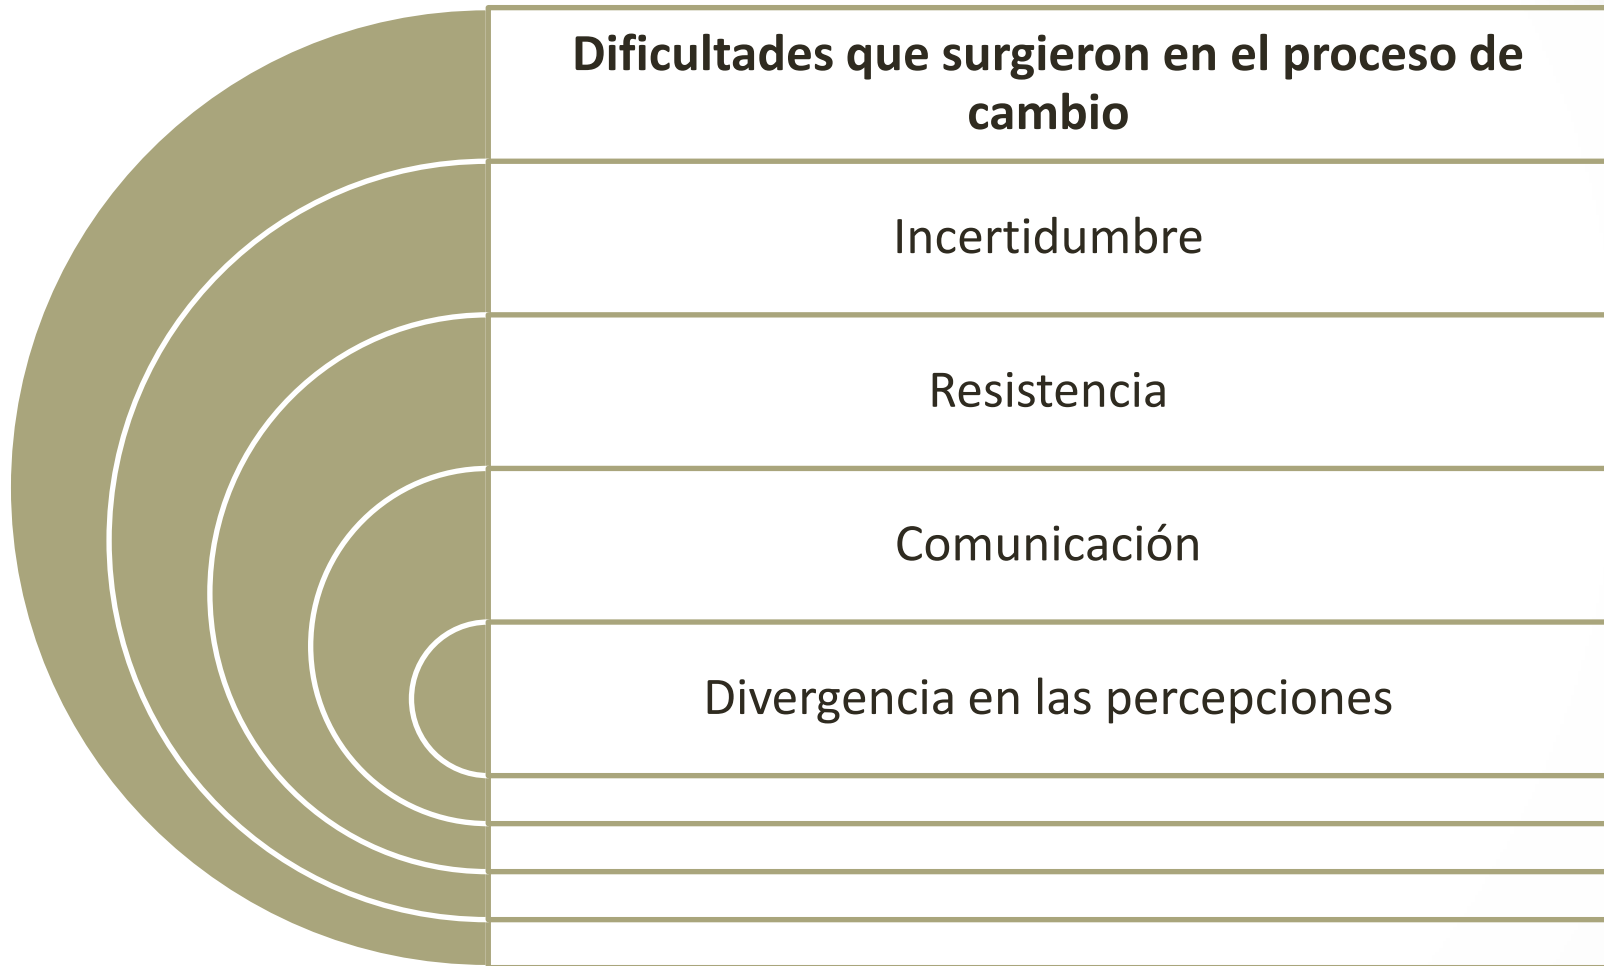 Dificultades que surgieron en el proceso de
cambio
Incertidumbre
Resistencia
Comunicación
Divergencia en las percepciones